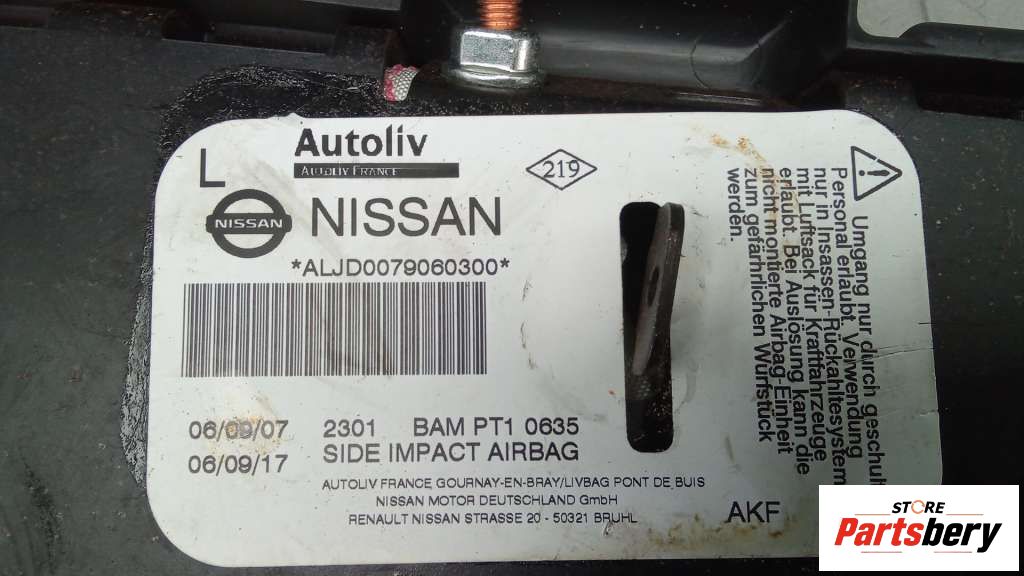 L
Autoliv
AUTOLIV FRANCE
219
NISSAN
NISSAN
*ALJD0079060300*
06/09/07 2301 BAM PT1 0635
06/09/17 SIDE IMPACT AIRBAG
AUTOLIV FRANCE GOURNAY-EN-BRAY/LIVBAG PONT DE BUIS
NISSAN MOTOR DEUTSCHLAND GmbH
RENAULT NISSAN STRASSE 20 - 50321 BRUHL
AKF
Umgang nur durch geschul
Personal erlaubt. Verwendung
nur in Insassen-Rückahltesystem
mit Luftsack für Kraftfahrzeuge
erlaubt. Bei Auslösung kann die
nicht montierte Airbag-Einheit
zum gefährlichen Wurfstück
werden.
STORE
Partsbery